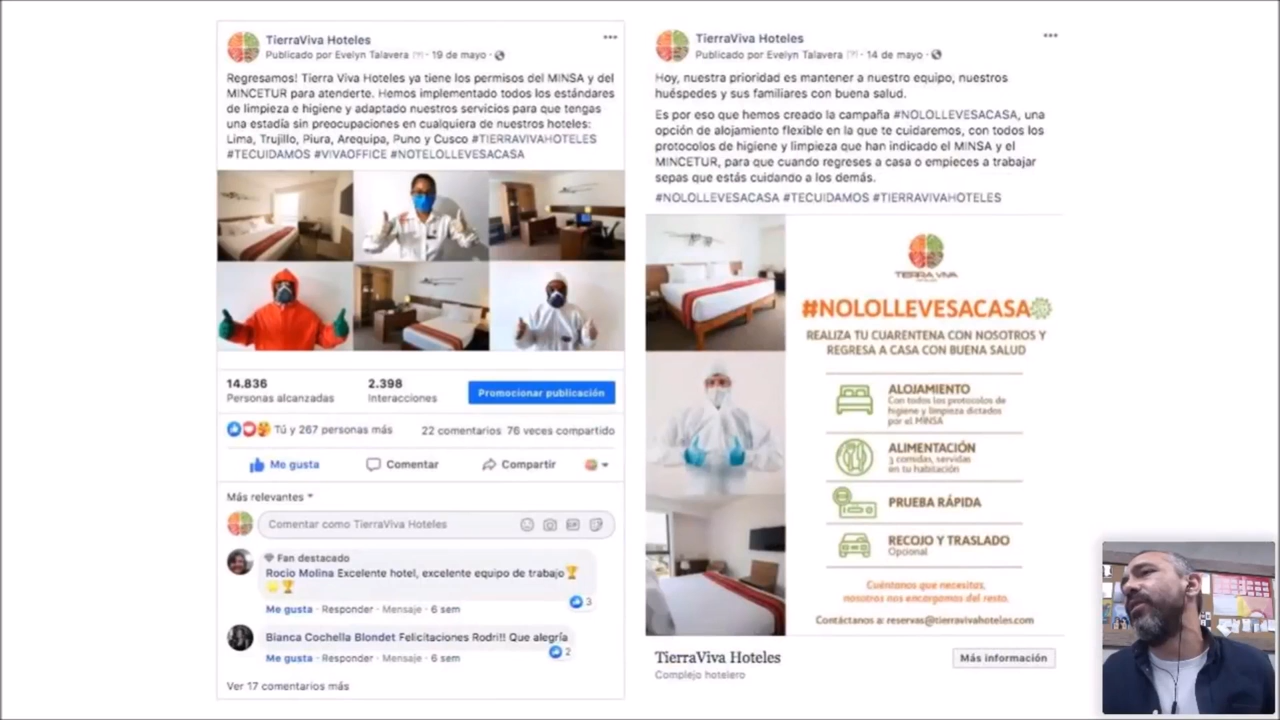 TierraViva Hoteles
Publicado por Evelyn Talavera · 19 de mayo ·
Regresamos! Tierra Viva Hoteles ya tiene los permisos del MINSA y del
MINCETUR para atenderte. Hemos implementado todos los estándares
de limpieza e higiene y adaptado nuestros servicios para que tengas
una estadía sin preocupaciones en cualquiera de nuestros hoteles:
Lima, Trujillo, Piura, Arequipa, Puno y Cusco #TIERRAVIVAHOTELES
#TECUIDAMOS #VIVAOFFICE #NOTELOLLEVESACASA
14.836
Personas alcanzadas
2.398
Interacciones
Promocionar publicación
Tú y 267 personas más
22 comentarios 76 veces compartido
Me gusta
Comentar
Compartir
Más relevantes
Comentar como TierraViva Hoteles
GIF
Fan destacado
Rocio Molina Excelente hotel, excelente equipo de trabajo
3
Me gusta · Responder · Mensaje · 6 sem
Bianca Cochella Blondet Felicitaciones Rodri!! Que alegría
2
Me gusta · Responder · Mensaje · 6 sem
Ver 17 comentarios más
TierraViva Hoteles
Publicado por Evelyn Talavera · 14 de mayo ·
Hoy, nuestra prioridad es mantener a nuestro equipo, nuestros
huéspedes y sus familiares con buena salud.
Es por eso que hemos creado la campaña #NOLOLLEVESACASA, una
opción de alojamiento flexible en la que te cuidaremos, con todos los
protocolos de higiene y limpieza que han indicado el MINSA y el
MINCETUR, para que cuando regreses a casa o empieces a trabajar
sepas que estás cuidando a los demás.
#NOLOLLEVESACASA #TECUIDAMOS #TIERRAVIVAHOTELES
TIERRA VIVA
#NOLOLLEVESACASA
REALIZA TU CUARENTENA CON NOSOTROS Y
REGRESA A CASA CON BUENA SALUD
ALOJAMIENTO
Con todos los protocolos de
higiene y limpieza dictados
por el MINSA
ALIMENTACIÓN
3 comidas, servidas
en tu habitación
PRUEBA RÁPIDA
RECOJO Y TRASLADO
Opcional
Cuéntanos que necesitas,
nosotros nos encargamos del resto.
Contáctanos a: reservas@tierravivahoteles.com
TierraViva Hoteles
Complejo hotelero
Más información